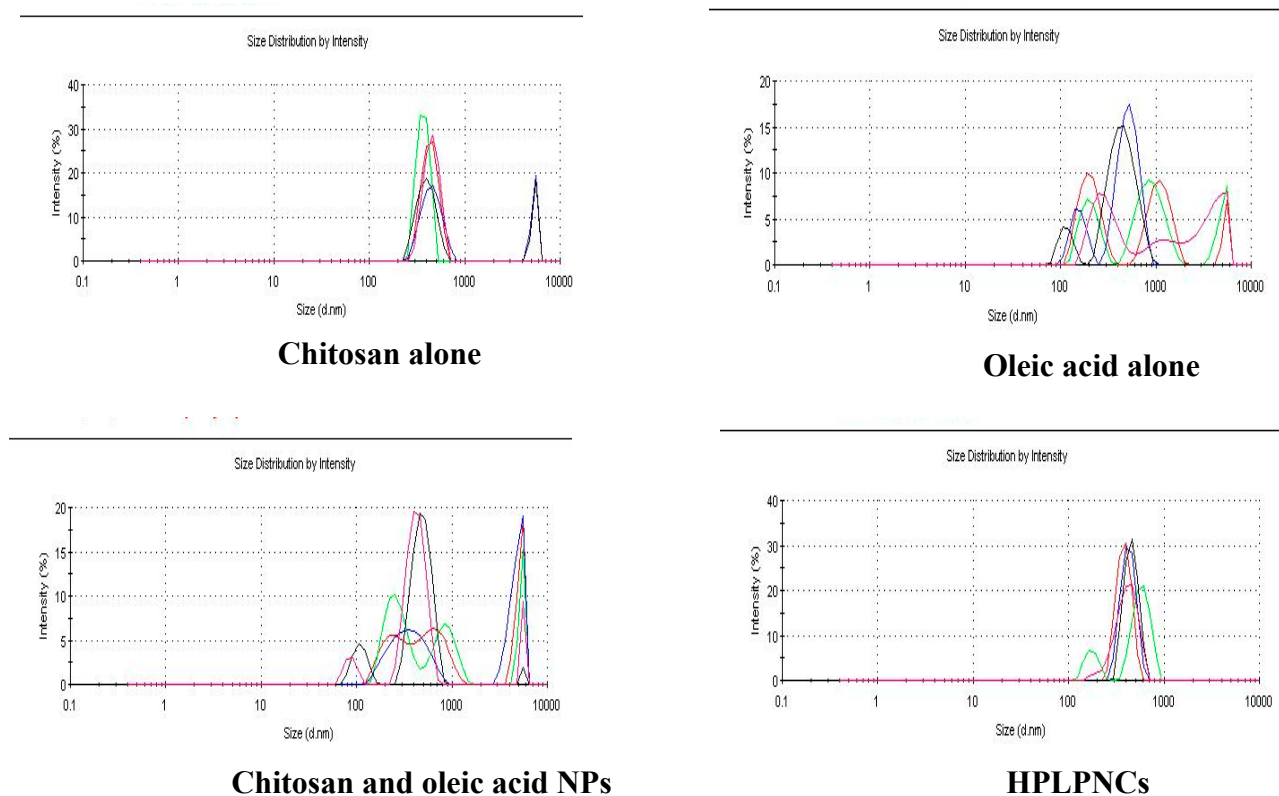 Size Distribution by Intensity
40
30
20
10
0
Intensity (%)
0.1 1 10 100 1000 10000
Size (d.nm)
Chitosan alone
Size Distribution by Intensity
20
15
10
5
0
Intensity (%)
0.1 1 10 100 1000 10000
Size (d.nm)
Oleic acid alone
Size Distribution by Intensity
20
15
10
5
0
Intensity (%)
0.1 1 10 100 1000 10000
Size (d.nm)
Chitosan and oleic acid NPs
Size Distribution by Intensity
40
30
20
10
0
Intensity (%)
0.1 1 10 100 1000 10000
Size (d.nm)
HPLPNCs